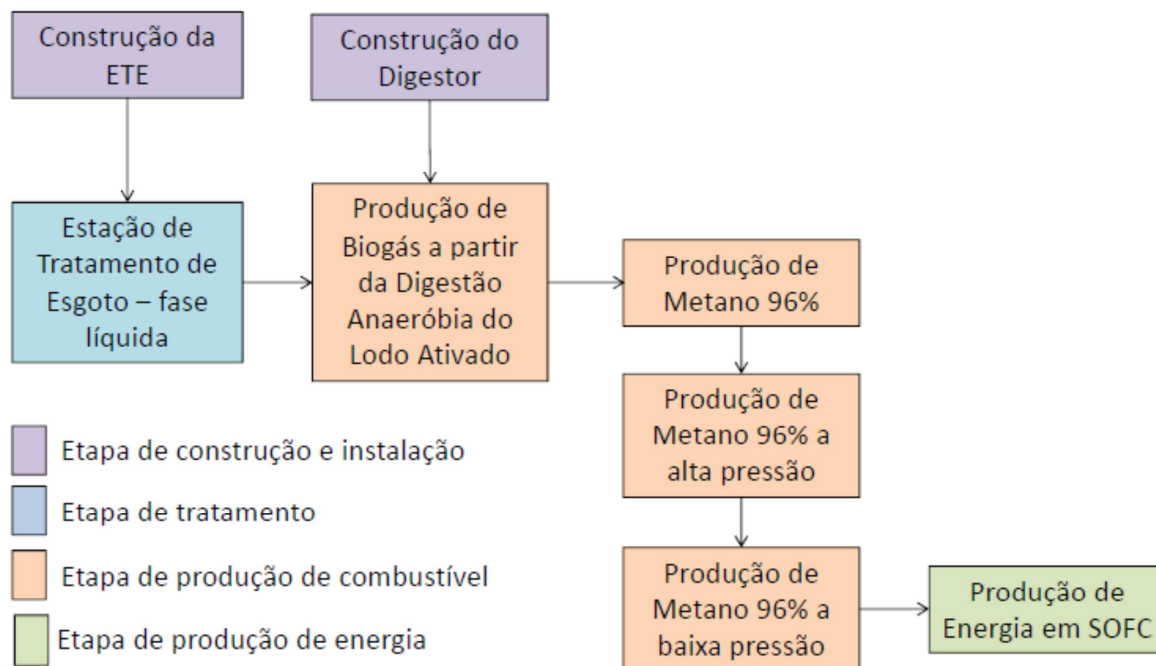 Construção da
ETE
Construção do
Digestor
Estação de
Tratamento de
Esgoto – fase
líquida
Produção de
Biogás a partir
da Digestão
Anaeróbia do
Lodo Ativado
Produção de
Metano 96%
Produção de
Metano 96% a
alta pressão
Produção de
Metano 96% a
baixa pressão
Produção de
Energia em SOFC
Etapa de construção e instalação
Etapa de tratamento
Etapa de produção de combustível
Etapa de produção de energia